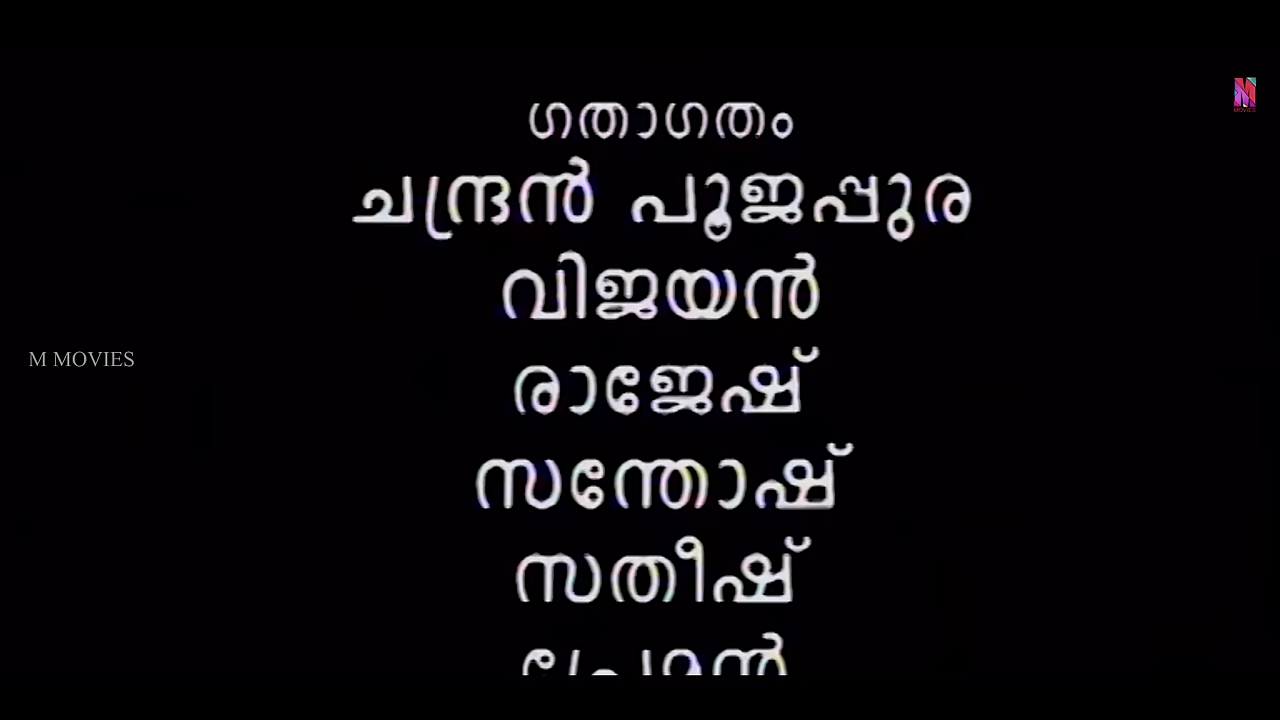 ഗതാഗതം
ചന്ദ്രൻ പൂജപ്പുര
വിജയൻ
M MOVIES
രാജേഷ്
സന്തോഷ്
സതീഷ്